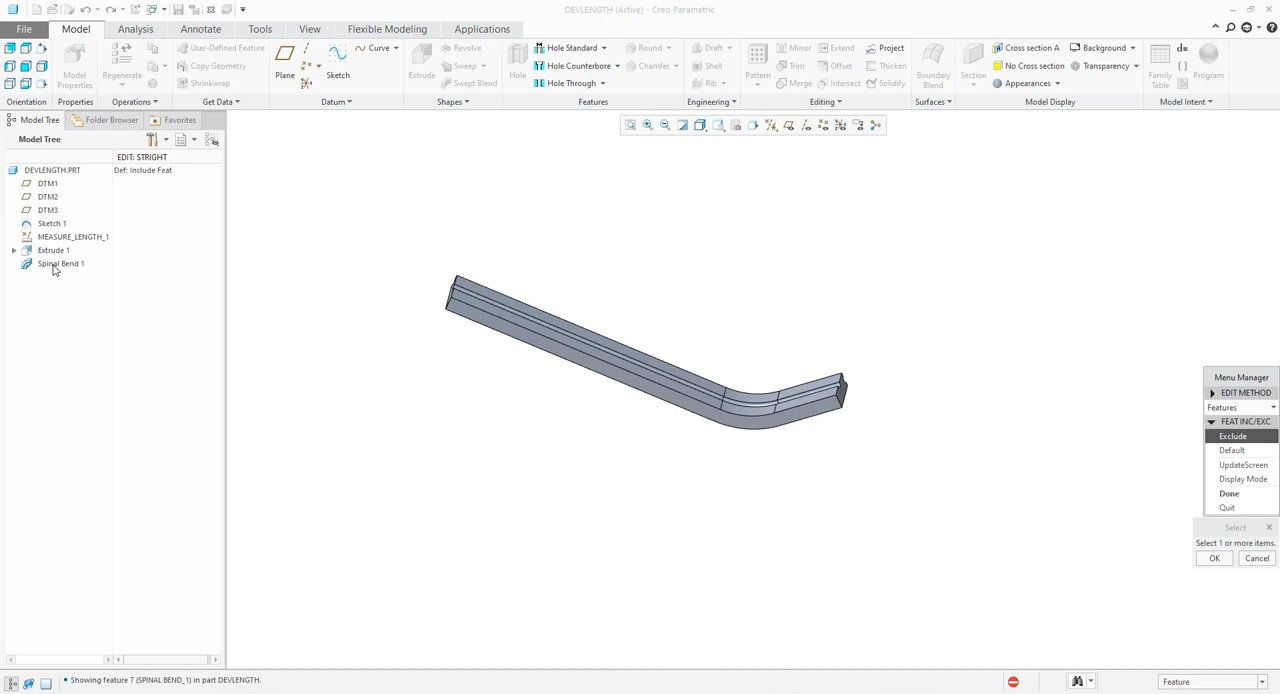 DEVLENGTH (Active) - Creo Parametric
File Model Analysis Annotate Tools View Flexible Modeling Applications
User-Defined Feature Revolve Hole Standard Round Draft Mirror Extend Project Cross section A Background
Curve Copy Geometry Sweep Hole Counterbore Chamfer Shell Trim Offset Thicken No Cross section Transparency
Model Properties Regenerate Shrinkwrap Plane Sketch Extrude Swept Blend Hole Hole Through Rib Pattern Merge Intersect Solidify Boundary Blend Section Appearances Family Table Program
Orientation Properties Operations Get Data Datum Shapes Features Engineering Editing Surfaces Model Display Model Intent
Model Tree Folder Browser Favorites
Model Tree
EDIT: STRIGHT
DEVLENGTH.PRT Def: Include Feat
DTM1
DTM2
DTM3
Sketch 1
MEASURE_LENGTH_1
Extrude 1
Spinal Bend 1
Menu Manager
EDIT METHOD
Features
FEAT INC/EXC
Exclude
Default
UpdateScreen
Display Mode
Done
Quit
Select
Select 1 or more items.
OK Cancel
Showing feature 7 (SPINAL BEND_1) in part DEVLENGTH.
Feature